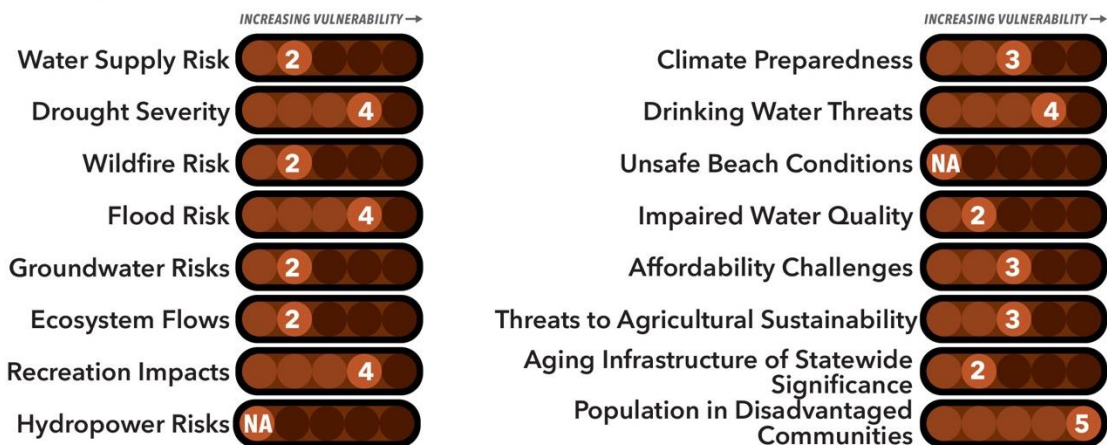 INCREASING VULNERABILITY →
Water Supply Risk 2
Drought Severity 4
Wildfire Risk 2
Flood Risk 4
Groundwater Risks 2
Ecosystem Flows 2
Recreation Impacts 4
Hydropower Risks NA
INCREASING VULNERABILITY →
Climate Preparedness 3
Drinking Water Threats 4
Unsafe Beach Conditions NA
Impaired Water Quality 2
Affordability Challenges 3
Threats to Agricultural Sustainability 3
Aging Infrastructure of Statewide
Significance 2
Population in Disadvantaged
Communities 5